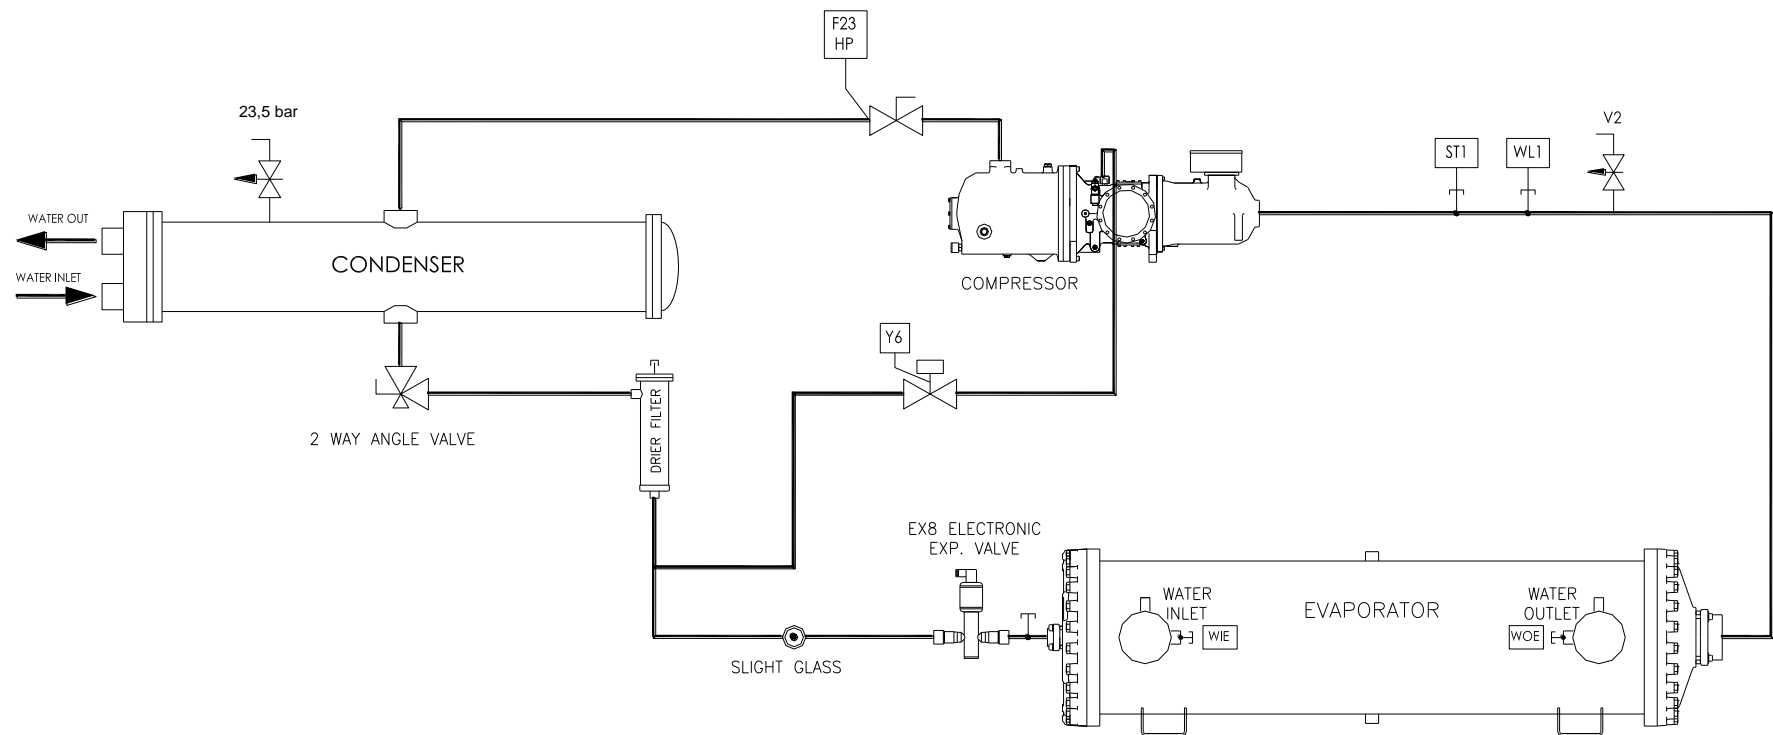 F23
HP
23,5 bar
V2
ST1
WL1
WATER OUT
CONDENSER
WATER INLET
COMPRESSOR
Y6
DRIER FILTER
2 WAY ANGLE VALVE
EX8 ELECTRONIC
EXP. VALVE
WATER
INLET
EVAPORATOR
WATER
OUTLET
WIE
WOE
SLIGHT GLASS